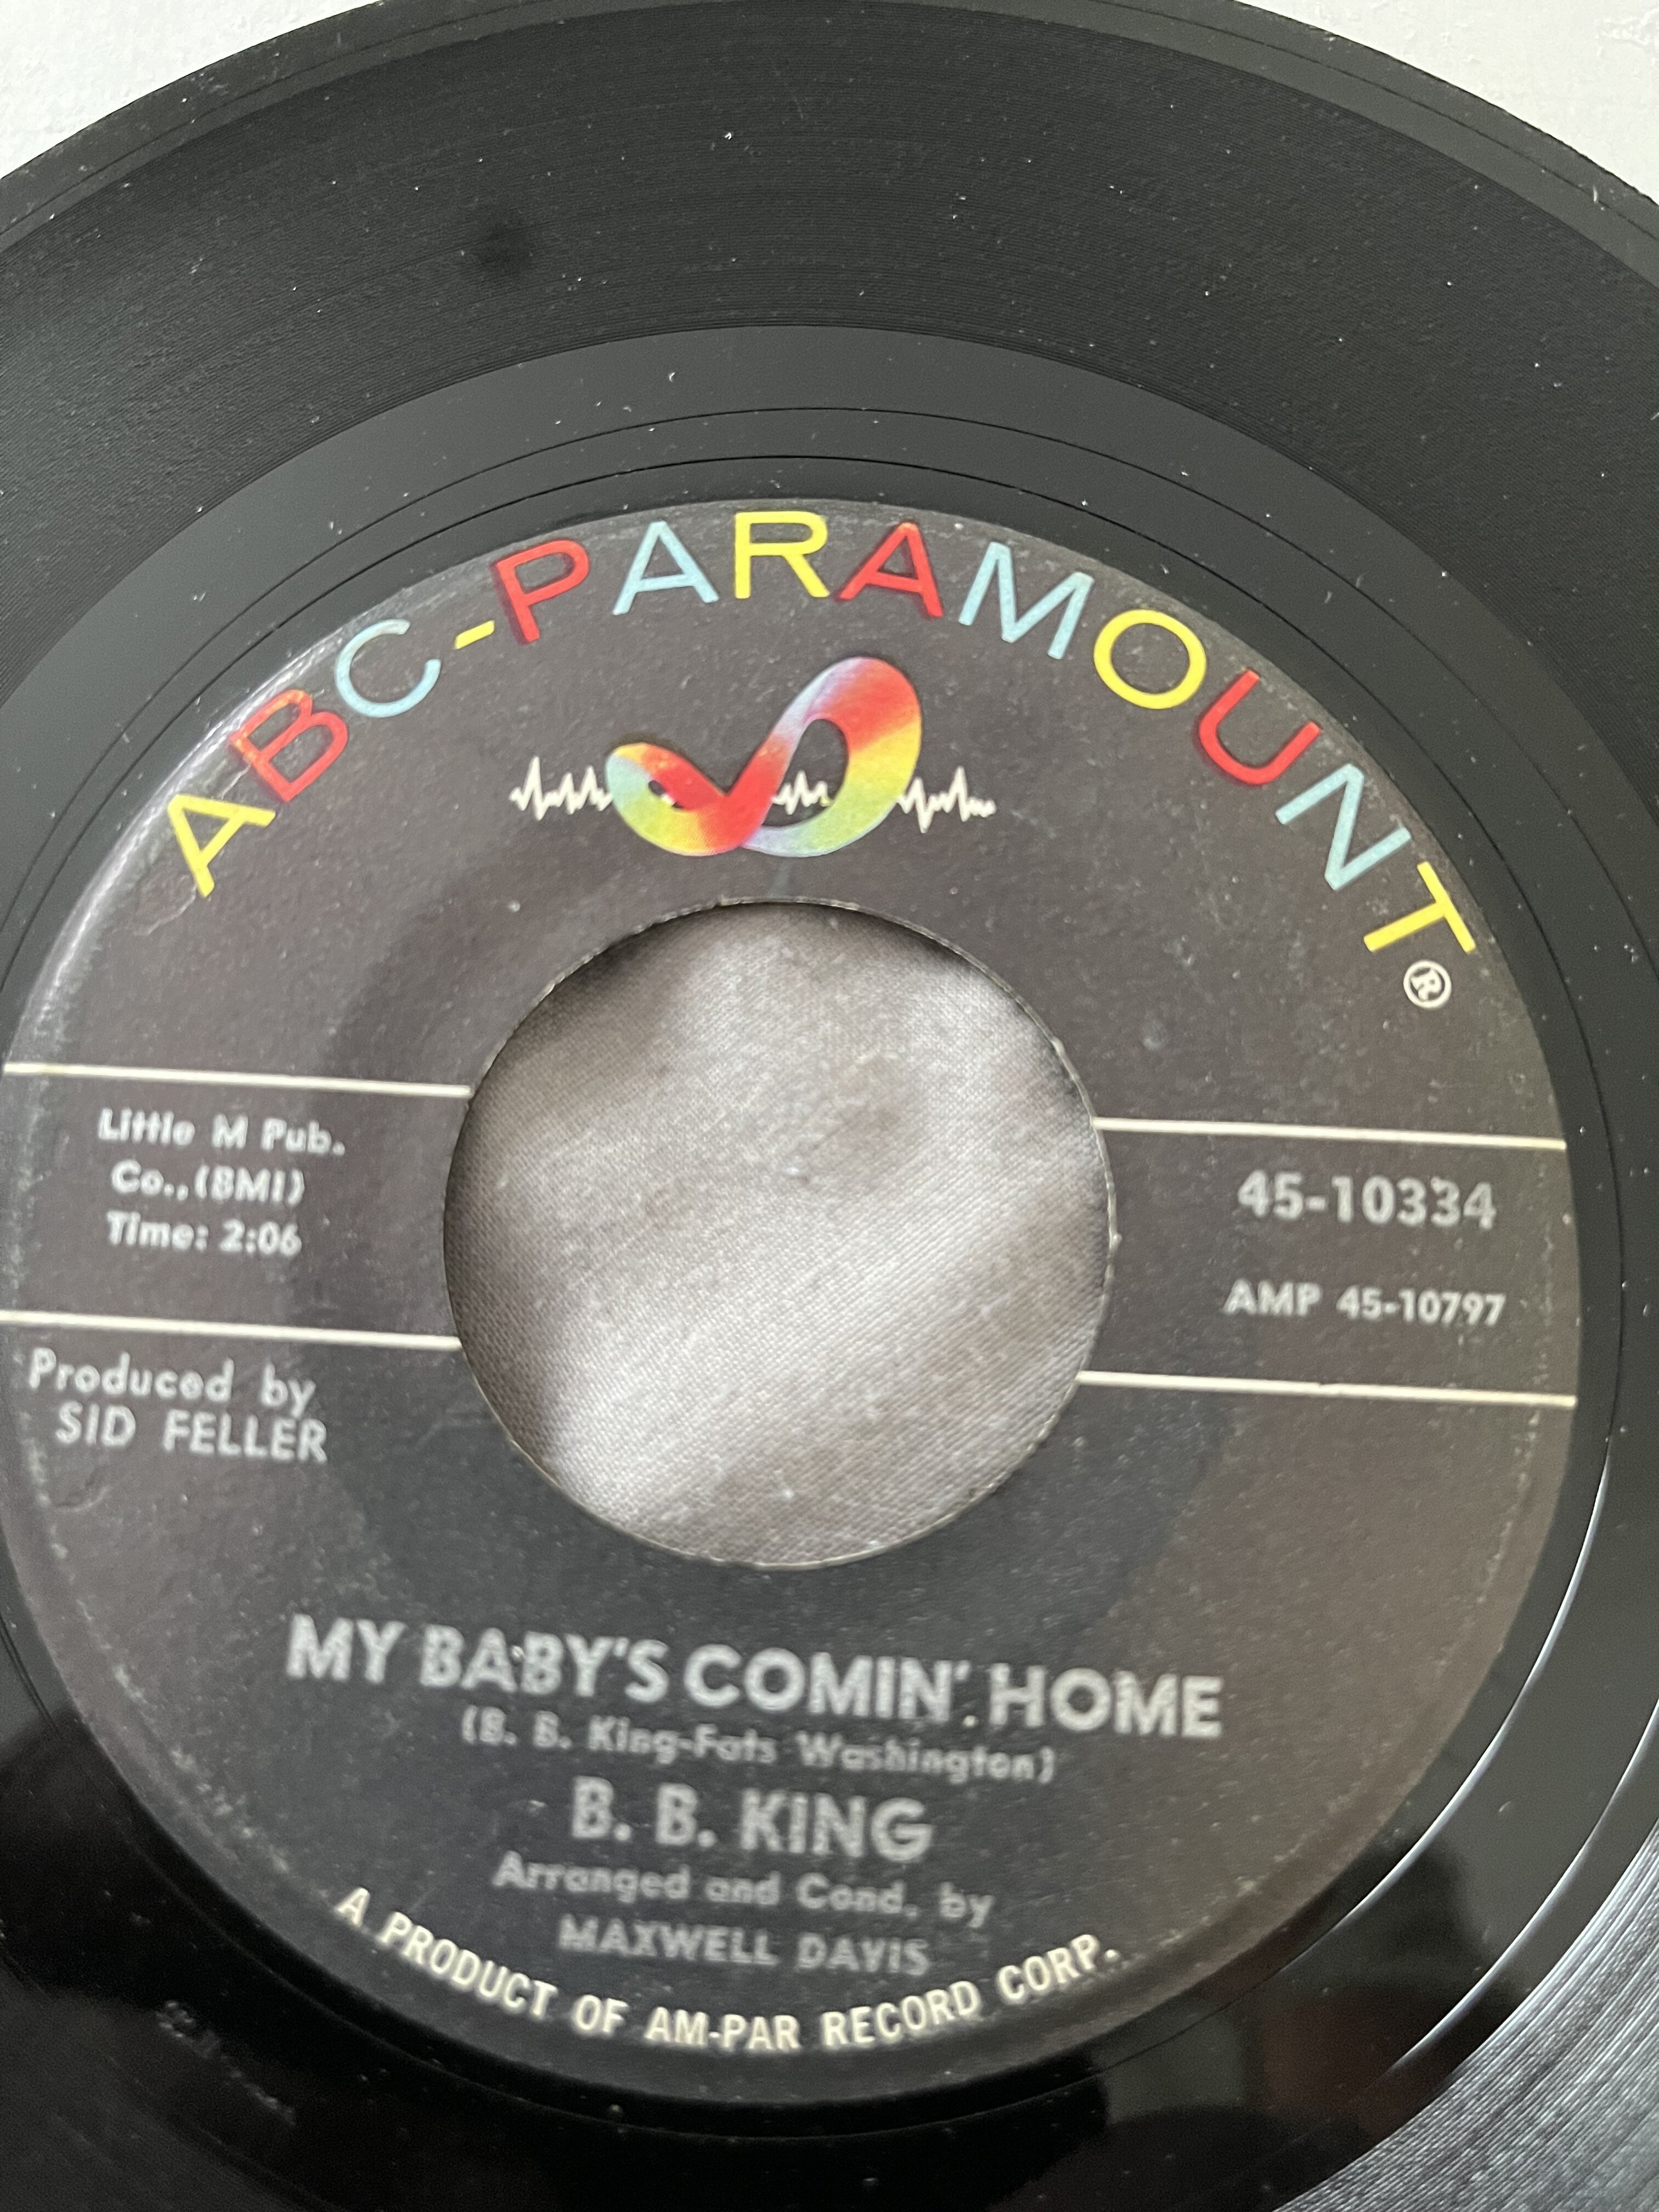 ABC-PARAMOUNT®
Little M Pub.
Co.,(BMI)
Time: 2:06
45-10334
AMP 45-10797
Produced by
SID FELLER
MY BABY'S COMIN' HOME
(B. B. King-Fats Washington)
B. B. KING
Arranged and Cond. by
MAXWELL DAVIS
A PRODUCT OF AM-PAR RECORD CORP.